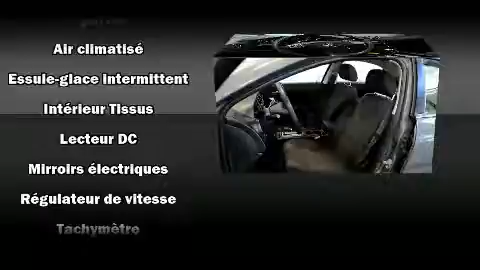 Air climatisé
Essuie-glace intermittent
Intérieur Tissus
Lecteur DC
Mirroirs électriques
Régulateur de vitesse
Tachymètre